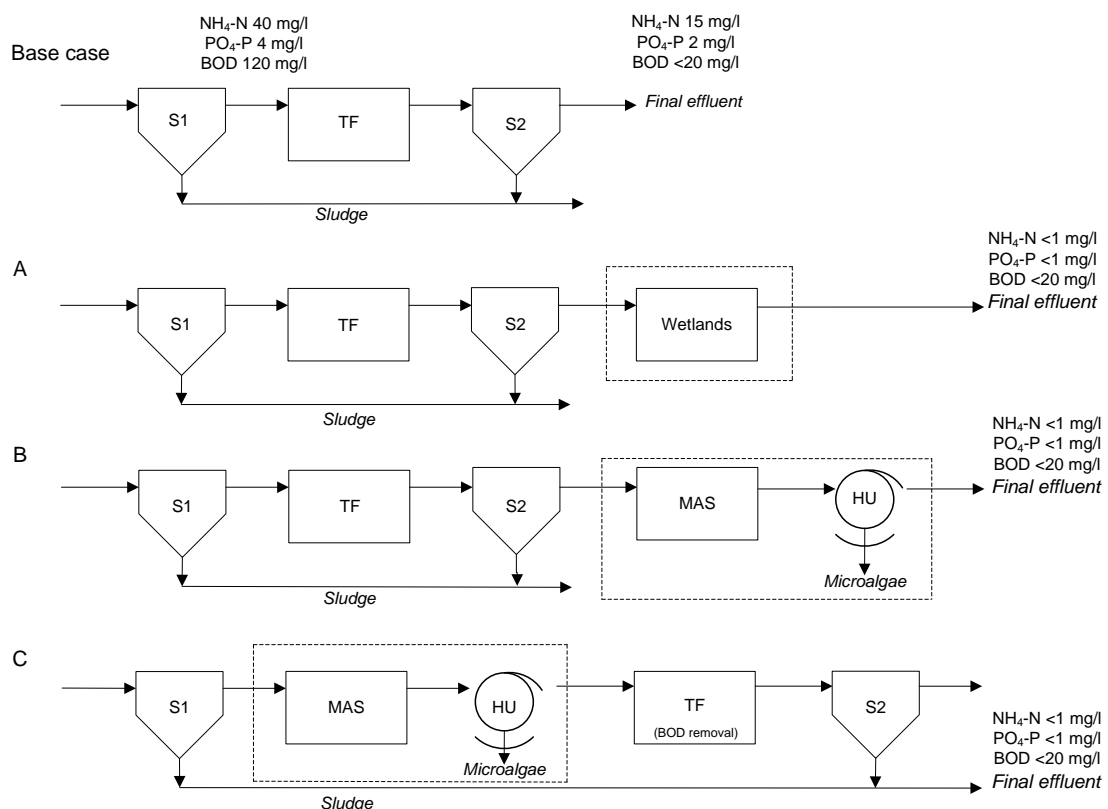 Base case
NH₄-N 40 mg/l
PO₄-P 4 mg/l
BOD 120 mg/l
NH₄-N 15 mg/l
PO₄-P 2 mg/l
BOD <20 mg/l
S1
TF
S2
Final effluent
Sludge
A
NH₄-N <1 mg/l
PO₄-P <1 mg/l
BOD <20 mg/l
Final effluent
S1
TF
S2
Wetlands
Sludge
B
NH₄-N <1 mg/l
PO₄-P <1 mg/l
BOD <20 mg/l
Final effluent
S1
TF
S2
MAS
HU
Microalgae
Sludge
C
S1
MAS
HU
Microalgae
TF
(BOD removal)
S2
NH₄-N <1 mg/l
PO₄-P <1 mg/l
BOD <20 mg/l
Final effluent
Sludge